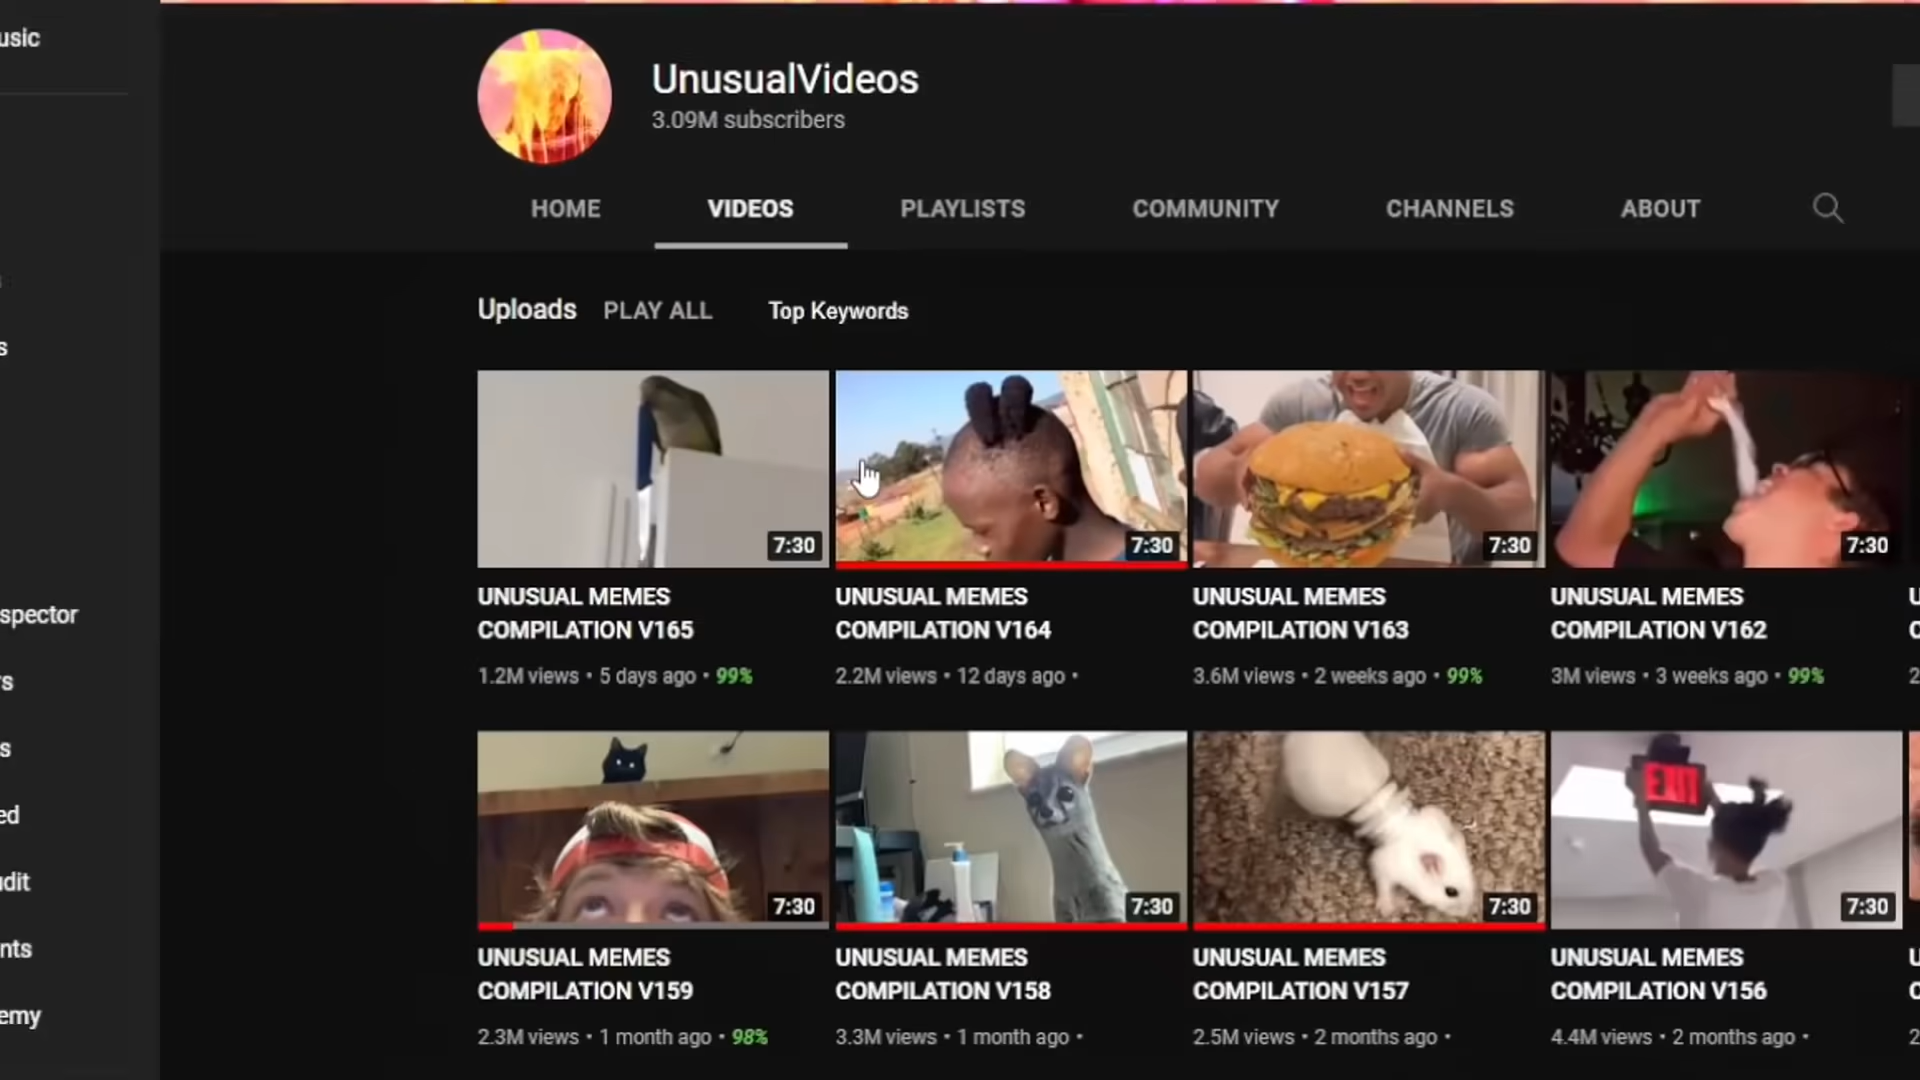 usic
UnusualVideos
3.09M subscribers
HOME VIDEOS PLAYLISTS COMMUNITY CHANNELS ABOUT
Uploads PLAY ALL Top Keywords
s
7:30 7:30 7:30 7:30
EXIT
UNUSUAL MEMES
COMPILATION V165
1.2M views • 5 days ago • 99%
UNUSUAL MEMES
COMPILATION V164
2.2M views • 12 days ago •
UNUSUAL MEMES
COMPILATION V163
3.6M views • 2 weeks ago • 99%
UNUSUAL MEMES
COMPILATION V162
3M views • 3 weeks ago • 99%
spector
rs
s
ed
udit
nts
emy
7:30 7:30 7:30 7:30
UNUSUAL MEMES
COMPILATION V159
2.3M views • 1 month ago • 98%
UNUSUAL MEMES
COMPILATION V158
3.3M views • 1 month ago •
UNUSUAL MEMES
COMPILATION V157
2.5M views • 2 months ago •
UNUSUAL MEMES
COMPILATION V156
4.4M views • 2 months ago •